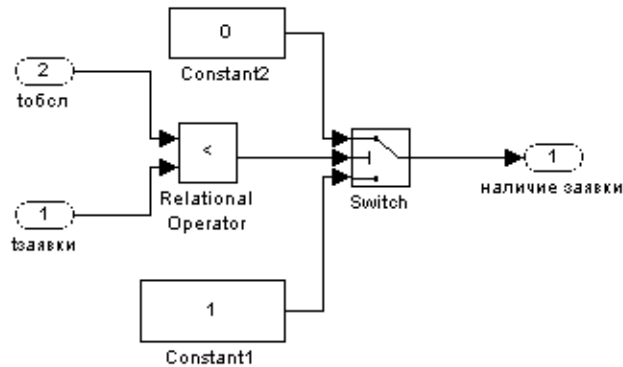 0
Constant2
2
tобсл
<
Relational
Operator
1
tзаявки
Switch
1
наличие заявки
1
Constant1